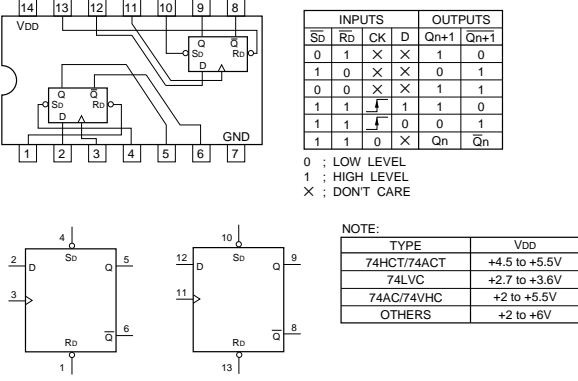 14 13 12 11 10 9 8
VDD
Q Q̅
SD RD
D
Q Q̅
SD RD
D
GND
1 2 3 4 5 6 7
INPUTS OUTPUTS
S̅D̅ R̅D̅ CK D Qn+1 Q̅n̅+̅1̅
0 1 × × 1 0
1 0 × × 0 1
0 0 × × 1 1
1 1 1 1 0
1 1 0 0 1
1 1 0 × Qn Q̅n
0 ; LOW LEVEL
1 ; HIGH LEVEL
× ; DON'T CARE
4
SD
2 D Q 5
3
Q̅ 6
RD
1
10
SD
12 D Q 9
11
Q̅ 8
RD
13
NOTE:
TYPE VDD
74HCT/74ACT +4.5 to +5.5V
74LVC +2.7 to +3.6V
74AC/74VHC +2 to +5.5V
OTHERS +2 to +6V